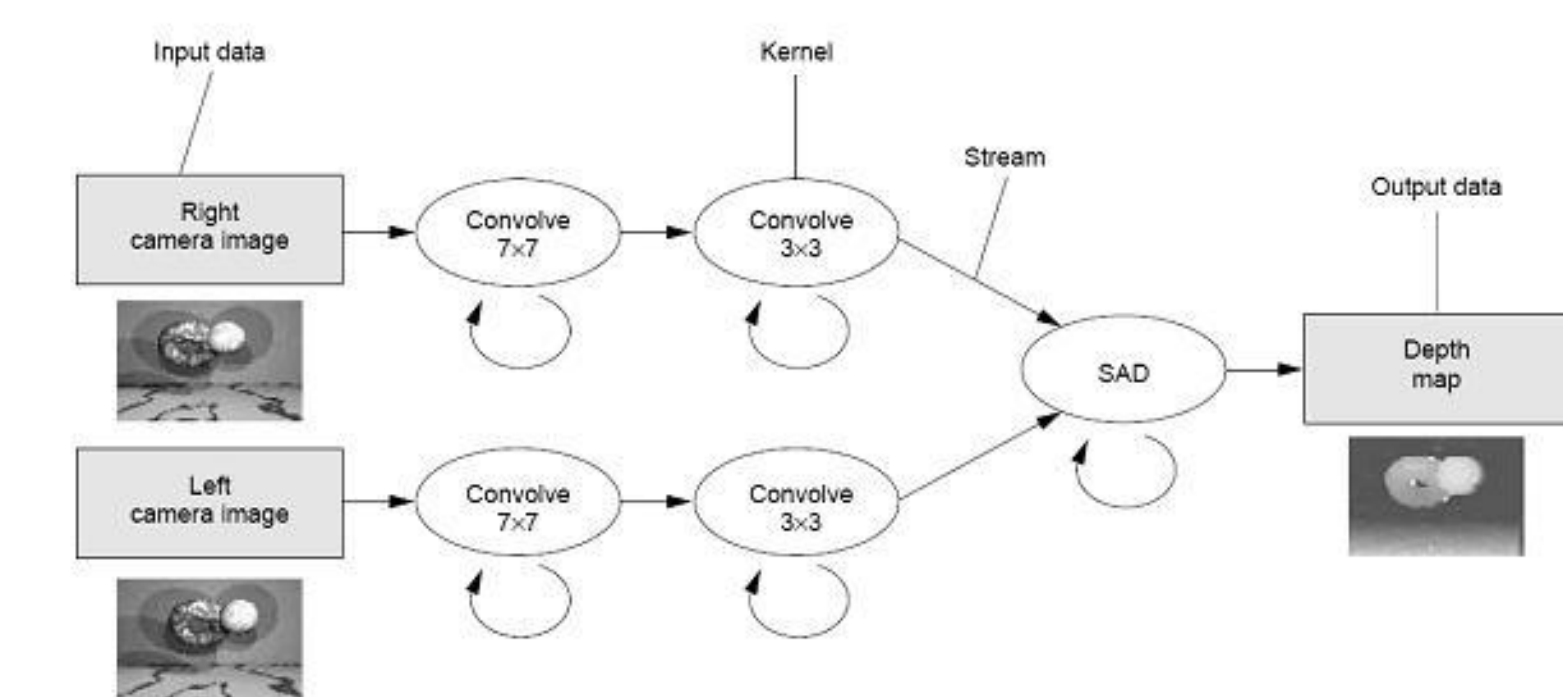 Input data
Kernel
Stream
Output data
Right
camera image
Convolve
7×7
Convolve
3×3
SAD
Depth
map
Left
camera image
Convolve
7×7
Convolve
3×3